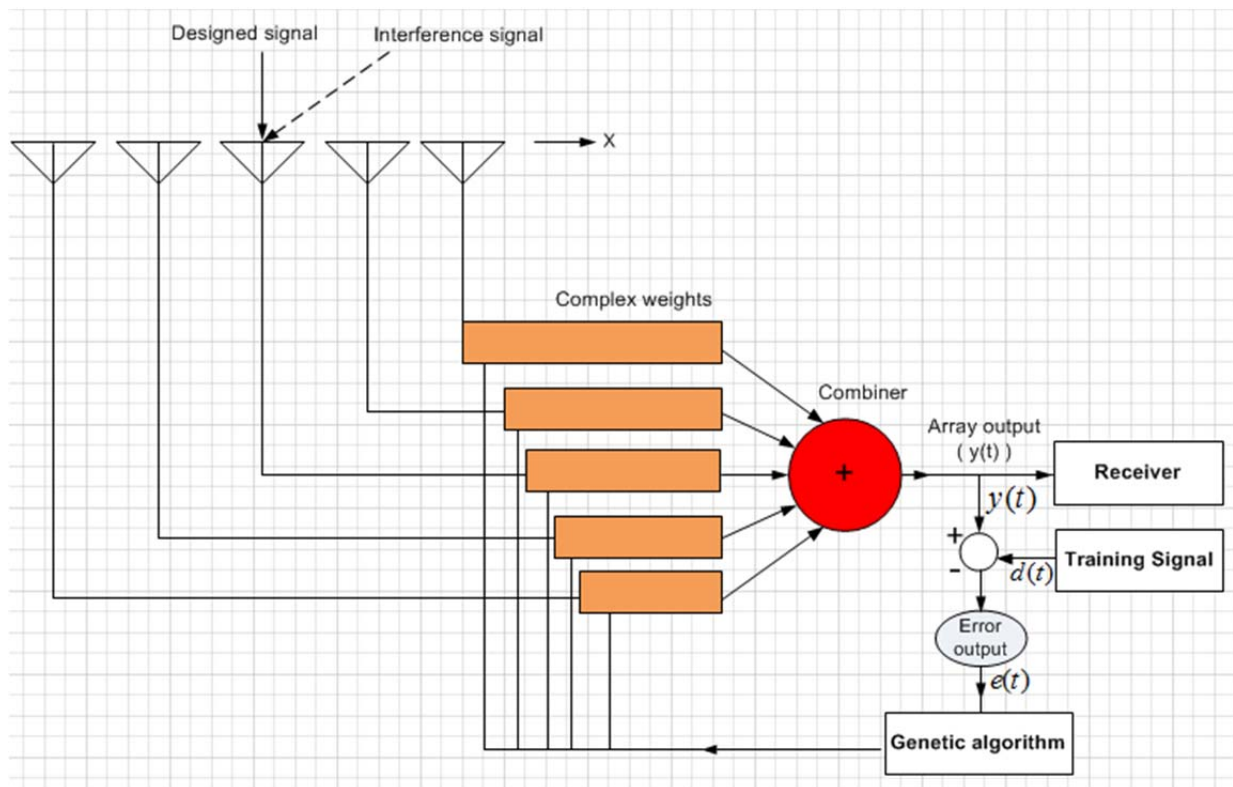 Designed signal
Interference signal
X
Complex weights
Combiner
+
Array output
( y(t) )
Receiver
y(t)
+
-
d(t)
Training Signal
Error
output
e(t)
Genetic algorithm